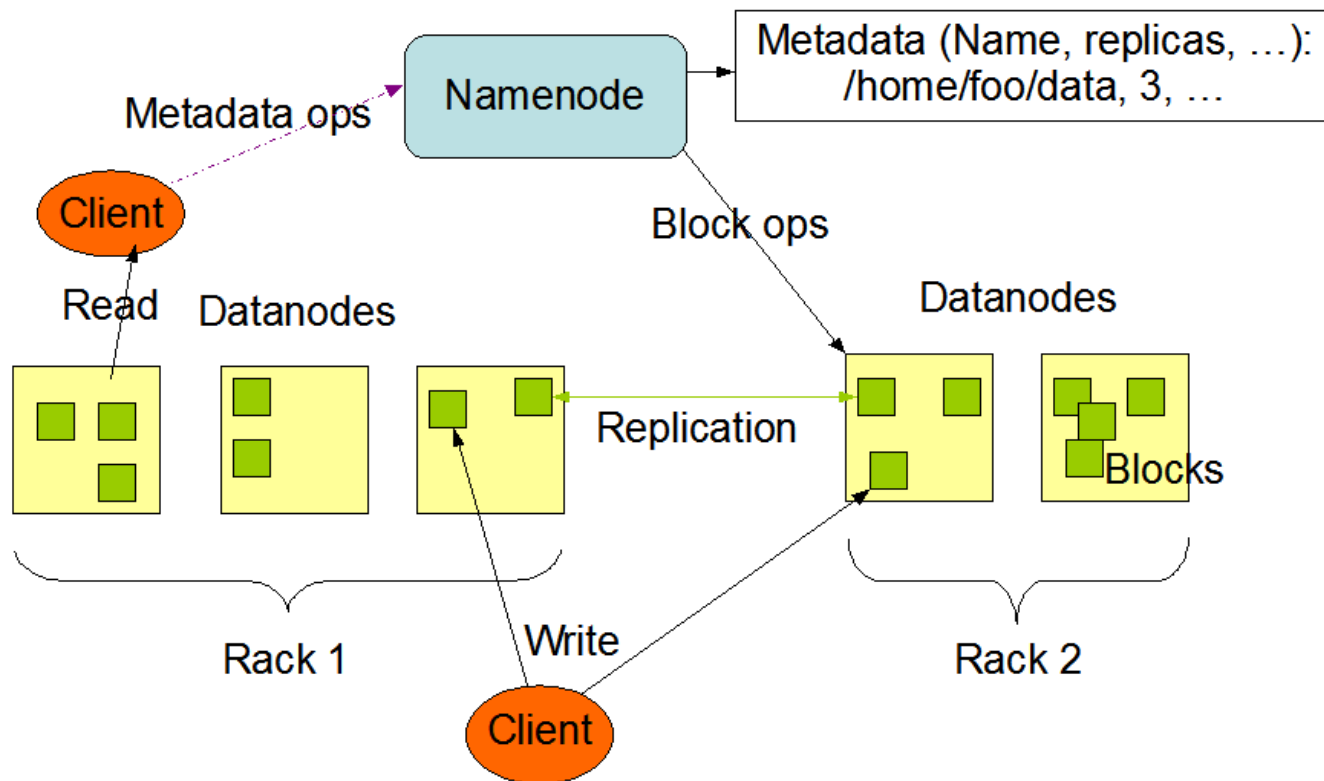 Metadata (Name, replicas, …):
/home/foo/data, 3, …
Namenode
Metadata ops
Client
Block ops
Read
Datanodes
Datanodes
Replication
Blocks
Rack 1
Write
Rack 2
Client